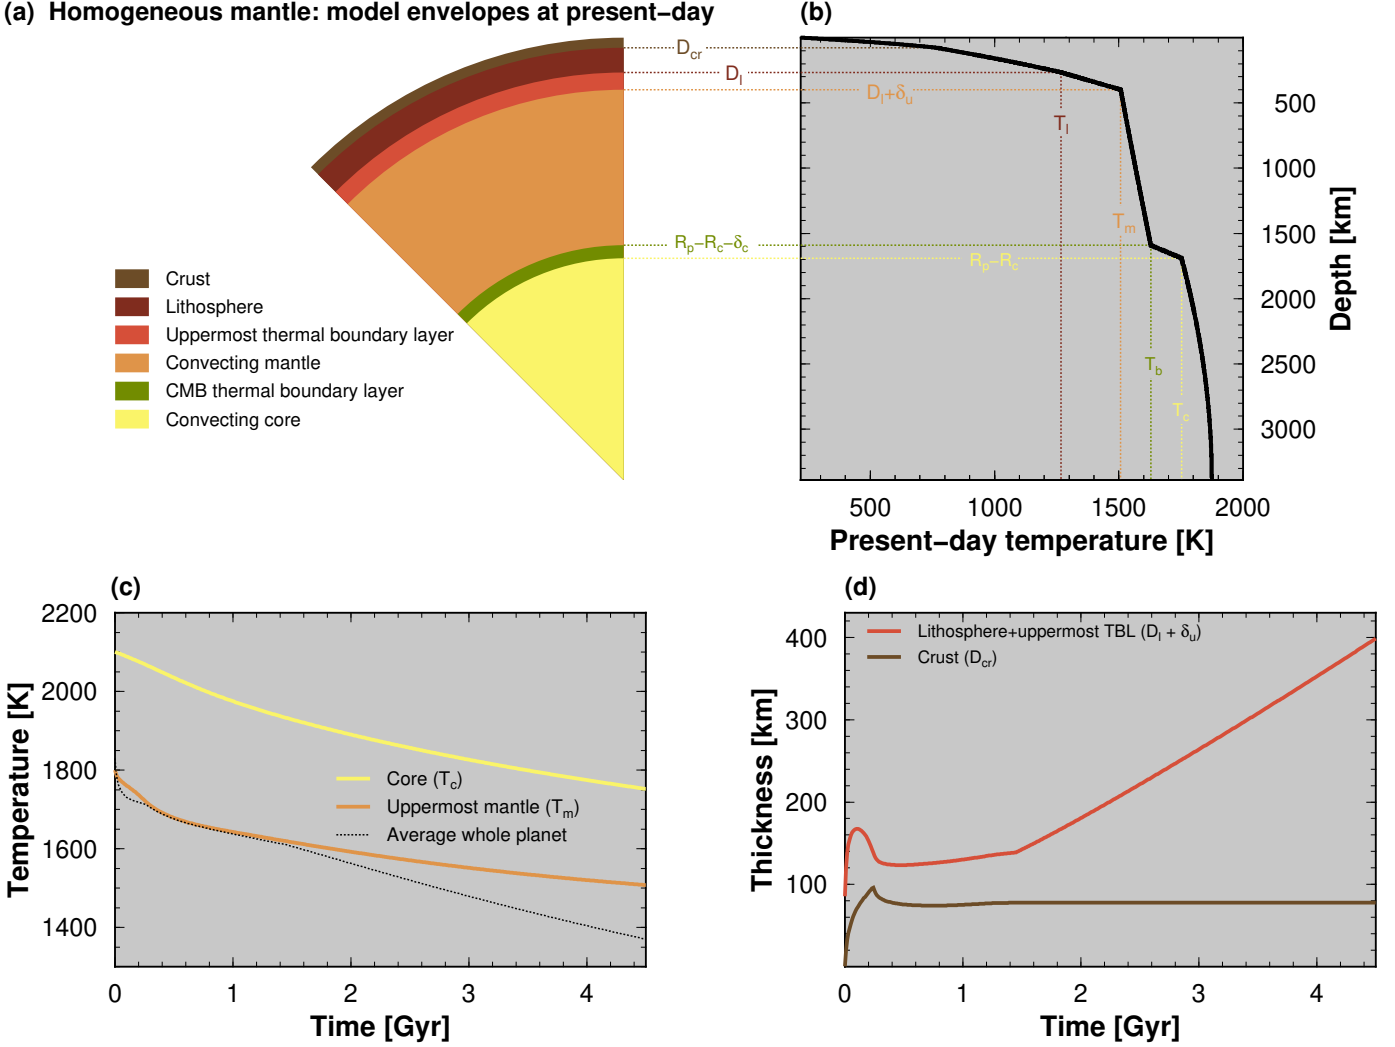 (a) Homogeneous mantle: model envelopes at present−day
(b)
D_cr
D_l
D_l+δ_u
R_p−R_c−δ_c
R_p−R_c
T_l
T_m
T_b
T_c
500
1000
1500
2000
2500
3000
Depth [km]
500 1000 1500 2000
Present−day temperature [K]
Crust
Lithosphere
Uppermost thermal boundary layer
Convecting mantle
CMB thermal boundary layer
Convecting core
(c)
2200
2000
1800
1600
1400
Temperature [K]
Core (T_c)
Uppermost mantle (T_m)
Average whole planet
0 1 2 3 4
Time [Gyr]
(d)
400
300
200
100
Thickness [km]
Lithosphere+uppermost TBL (D_l + δ_u)
Crust (D_cr)
0 1 2 3 4
Time [Gyr]